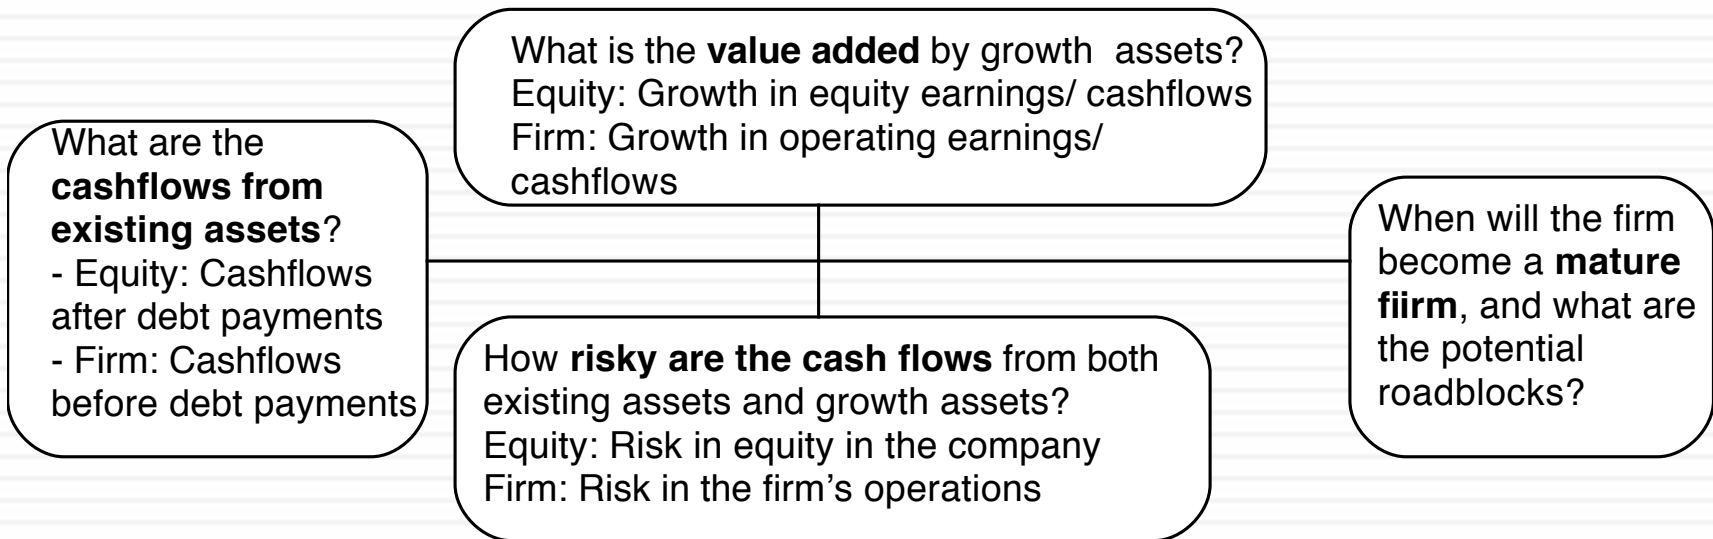 What is the value added by growth assets?
Equity: Growth in equity earnings/ cashflows
Firm: Growth in operating earnings/
cashflows
What are the
cashflows from
existing assets?
- Equity: Cashflows
after debt payments
- Firm: Cashflows
before debt payments
When will the firm
become a mature
fiirm, and what are
the potential
roadblocks?
How risky are the cash flows from both
existing assets and growth assets?
Equity: Risk in equity in the company
Firm: Risk in the firm’s operations